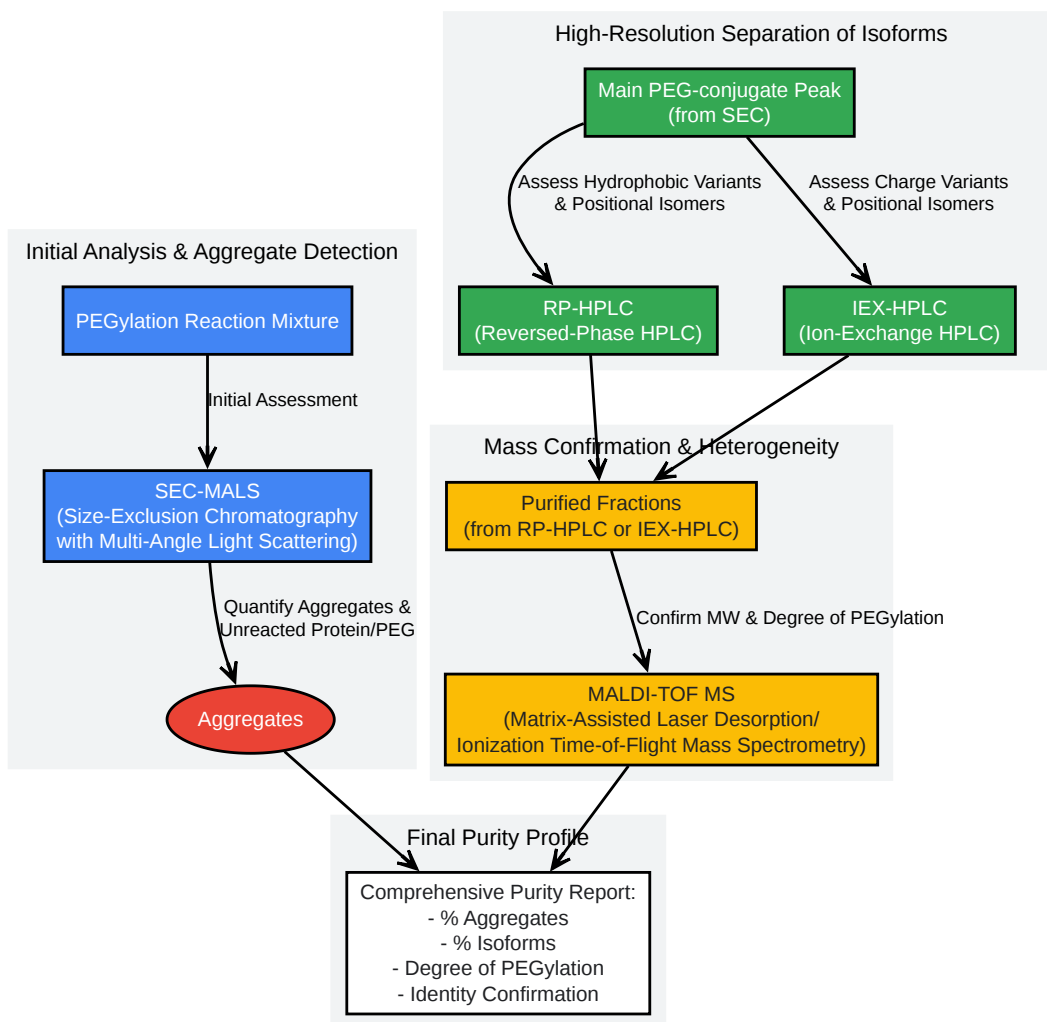 High-Resolution Separation of Isoforms
Main PEG-conjugate Peak
(from SEC)
Assess Hydrophobic Variants
& Positional Isomers
Assess Charge Variants
& Positional Isomers
RP-HPLC
(Reversed-Phase HPLC)
IEX-HPLC
(Ion-Exchange HPLC)
Initial Analysis & Aggregate Detection
PEGylation Reaction Mixture
Initial Assessment
SEC-MALS
(Size-Exclusion Chromatography
with Multi-Angle Light Scattering)
Quantify Aggregates &
Unreacted Protein/PEG
Aggregates
Mass Confirmation & Heterogeneity
Purified Fractions
(from RP-HPLC or IEX-HPLC)
Confirm MW & Degree of PEGylation
MALDI-TOF MS
(Matrix-Assisted Laser Desorption/
Ionization Time-of-Flight Mass Spectrometry)
Final Purity Profile
Comprehensive Purity Report:
- % Aggregates
- % Isoforms
- Degree of PEGylation
- Identity Confirmation